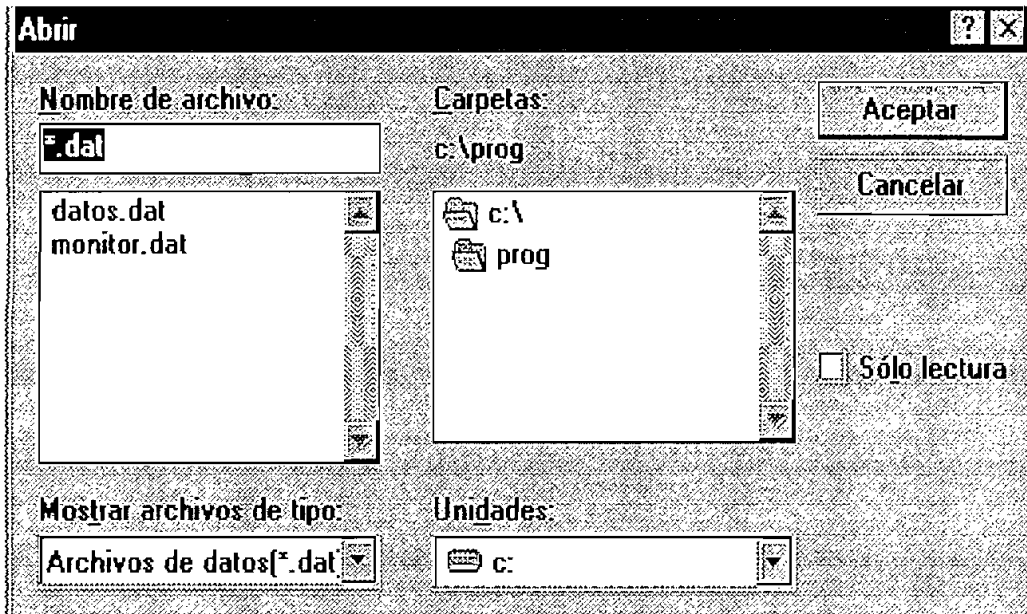 Abrir
Nombre de archivo:
*.dat
datos.dat
monitor.dat
Mostrar archivos de tipo:
Archivos de datos(*.dat)
Carpetas:
c:\prog
c:\
prog
Unidades:
c:
Aceptar
Cancelar
Sólo lectura